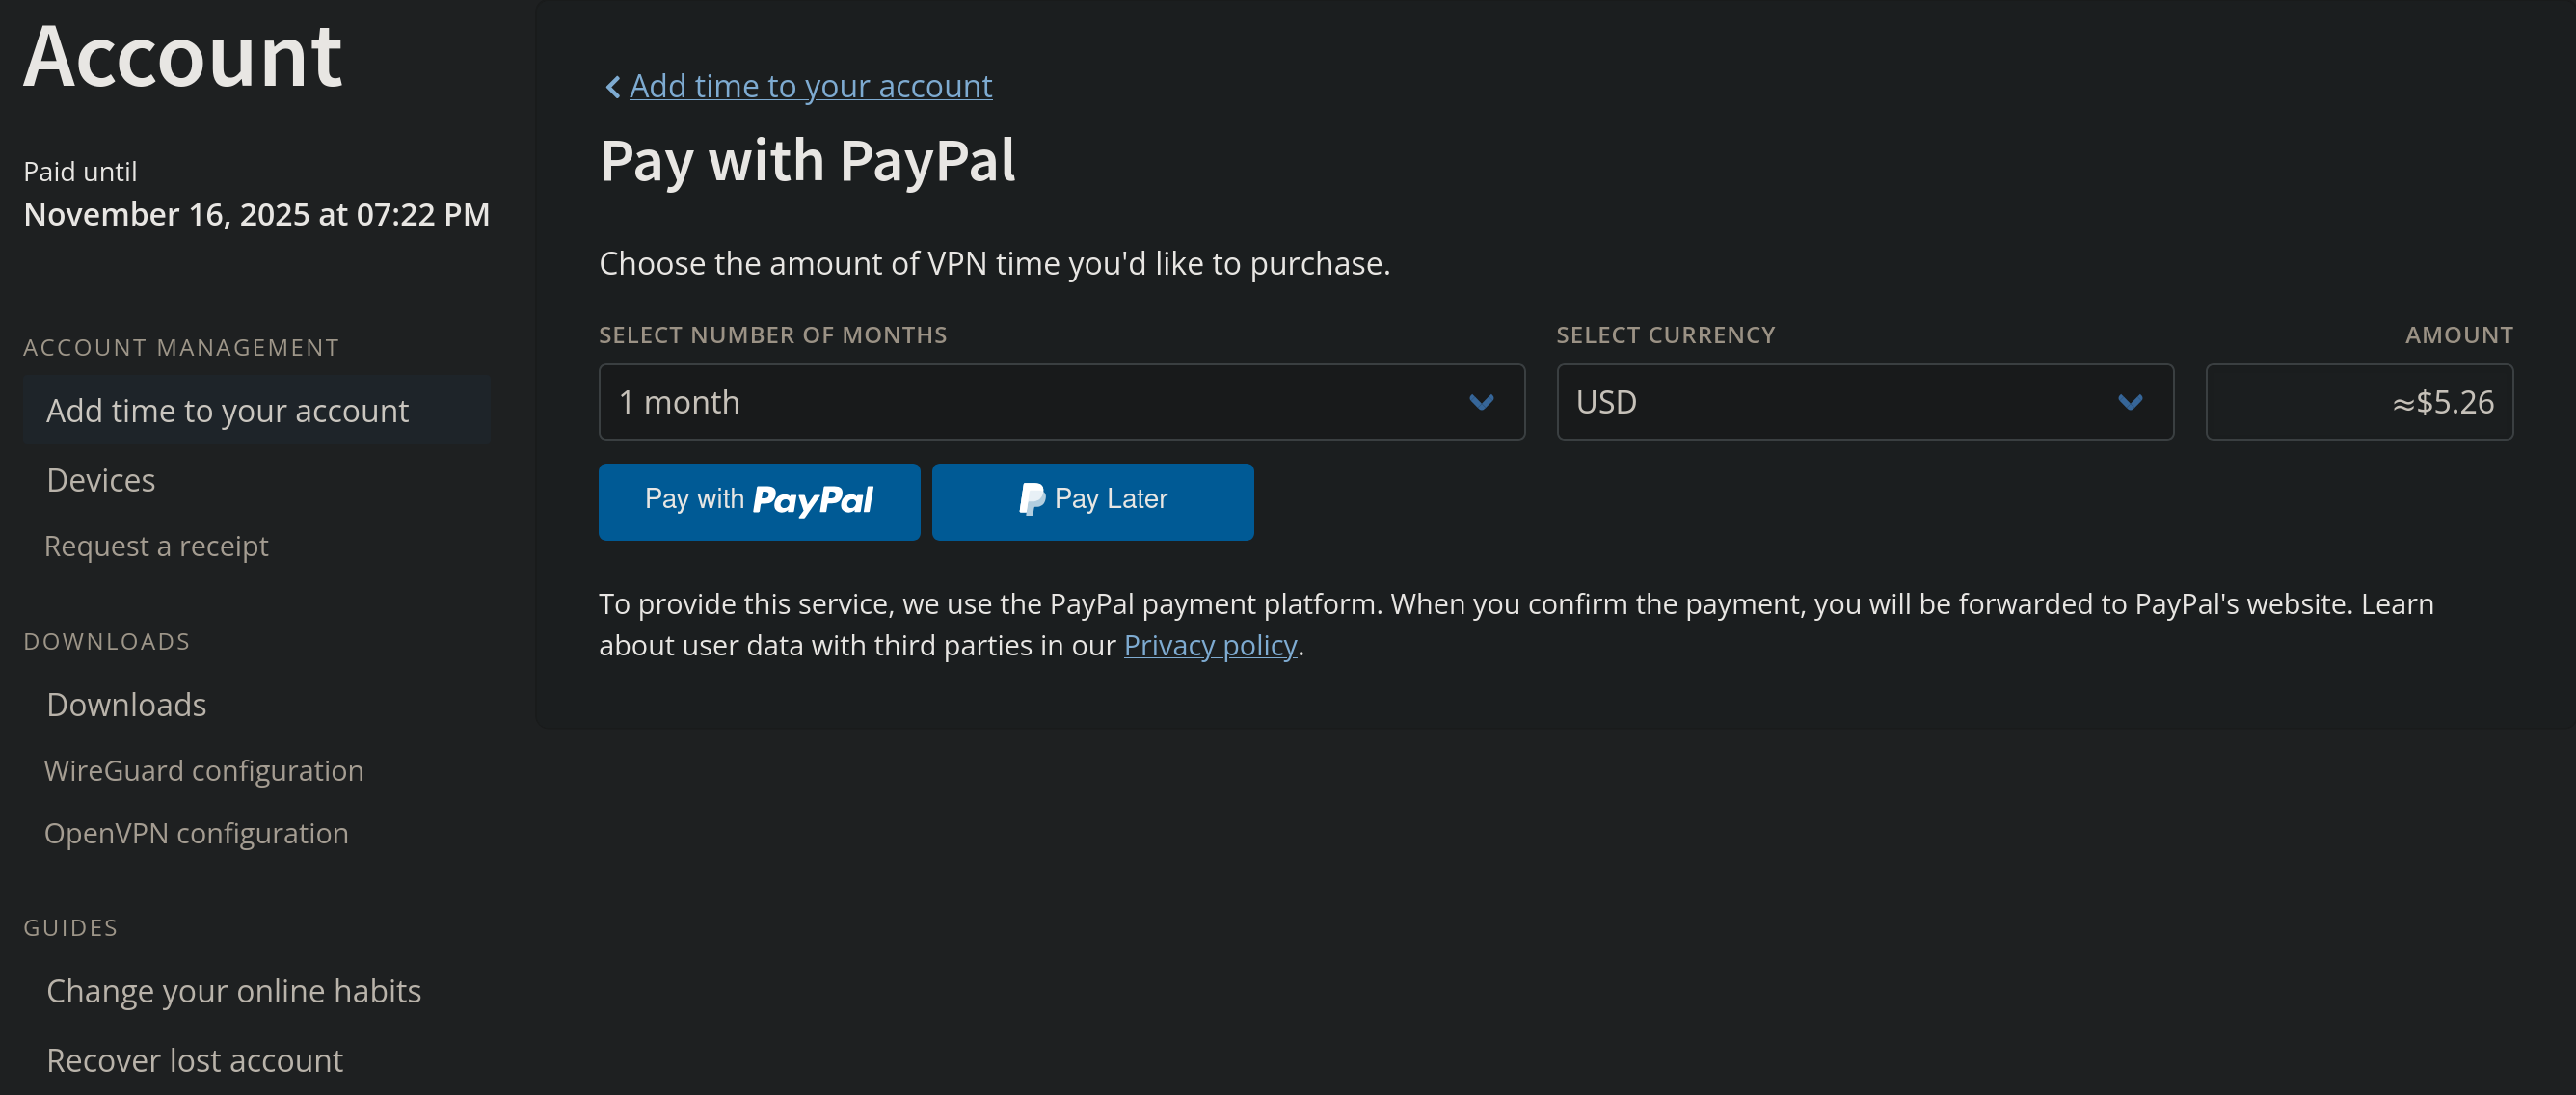 Account
Paid until
November 16, 2025 at 07:22 PM
ACCOUNT MANAGEMENT
Add time to your account
Devices
Request a receipt
DOWNLOADS
Downloads
WireGuard configuration
OpenVPN configuration
GUIDES
Change your online habits
Recover lost account
Add time to your account
Pay with PayPal
Choose the amount of VPN time you'd like to purchase.
SELECT NUMBER OF MONTHS
1 month
SELECT CURRENCY
USD
AMOUNT
≈$5.26
Pay with PayPal
Pay Later
To provide this service, we use the PayPal payment platform. When you confirm the payment, you will be forwarded to PayPal's website. Learn
about user data with third parties in our Privacy policy.